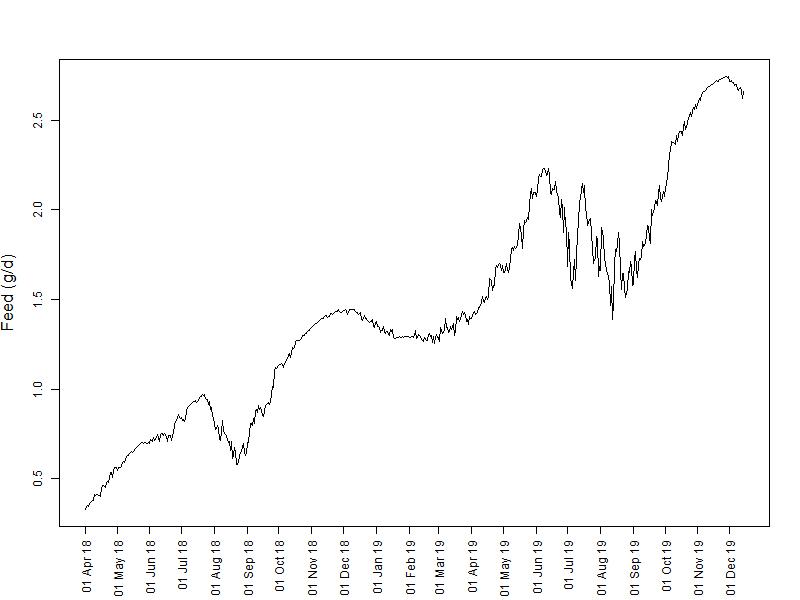 Feed (g/d)
2.5
2.0
1.5
1.0
0.5
01 Apr 18
01 May 18
01 Jun 18
01 Jul 18
01 Aug 18
01 Sep 18
01 Oct 18
01 Nov 18
01 Dec 18
01 Jan 19
01 Feb 19
01 Mar 19
01 Apr 19
01 May 19
01 Jun 19
01 Jul 19
01 Aug 19
01 Sep 19
01 Oct 19
01 Nov 19
01 Dec 19